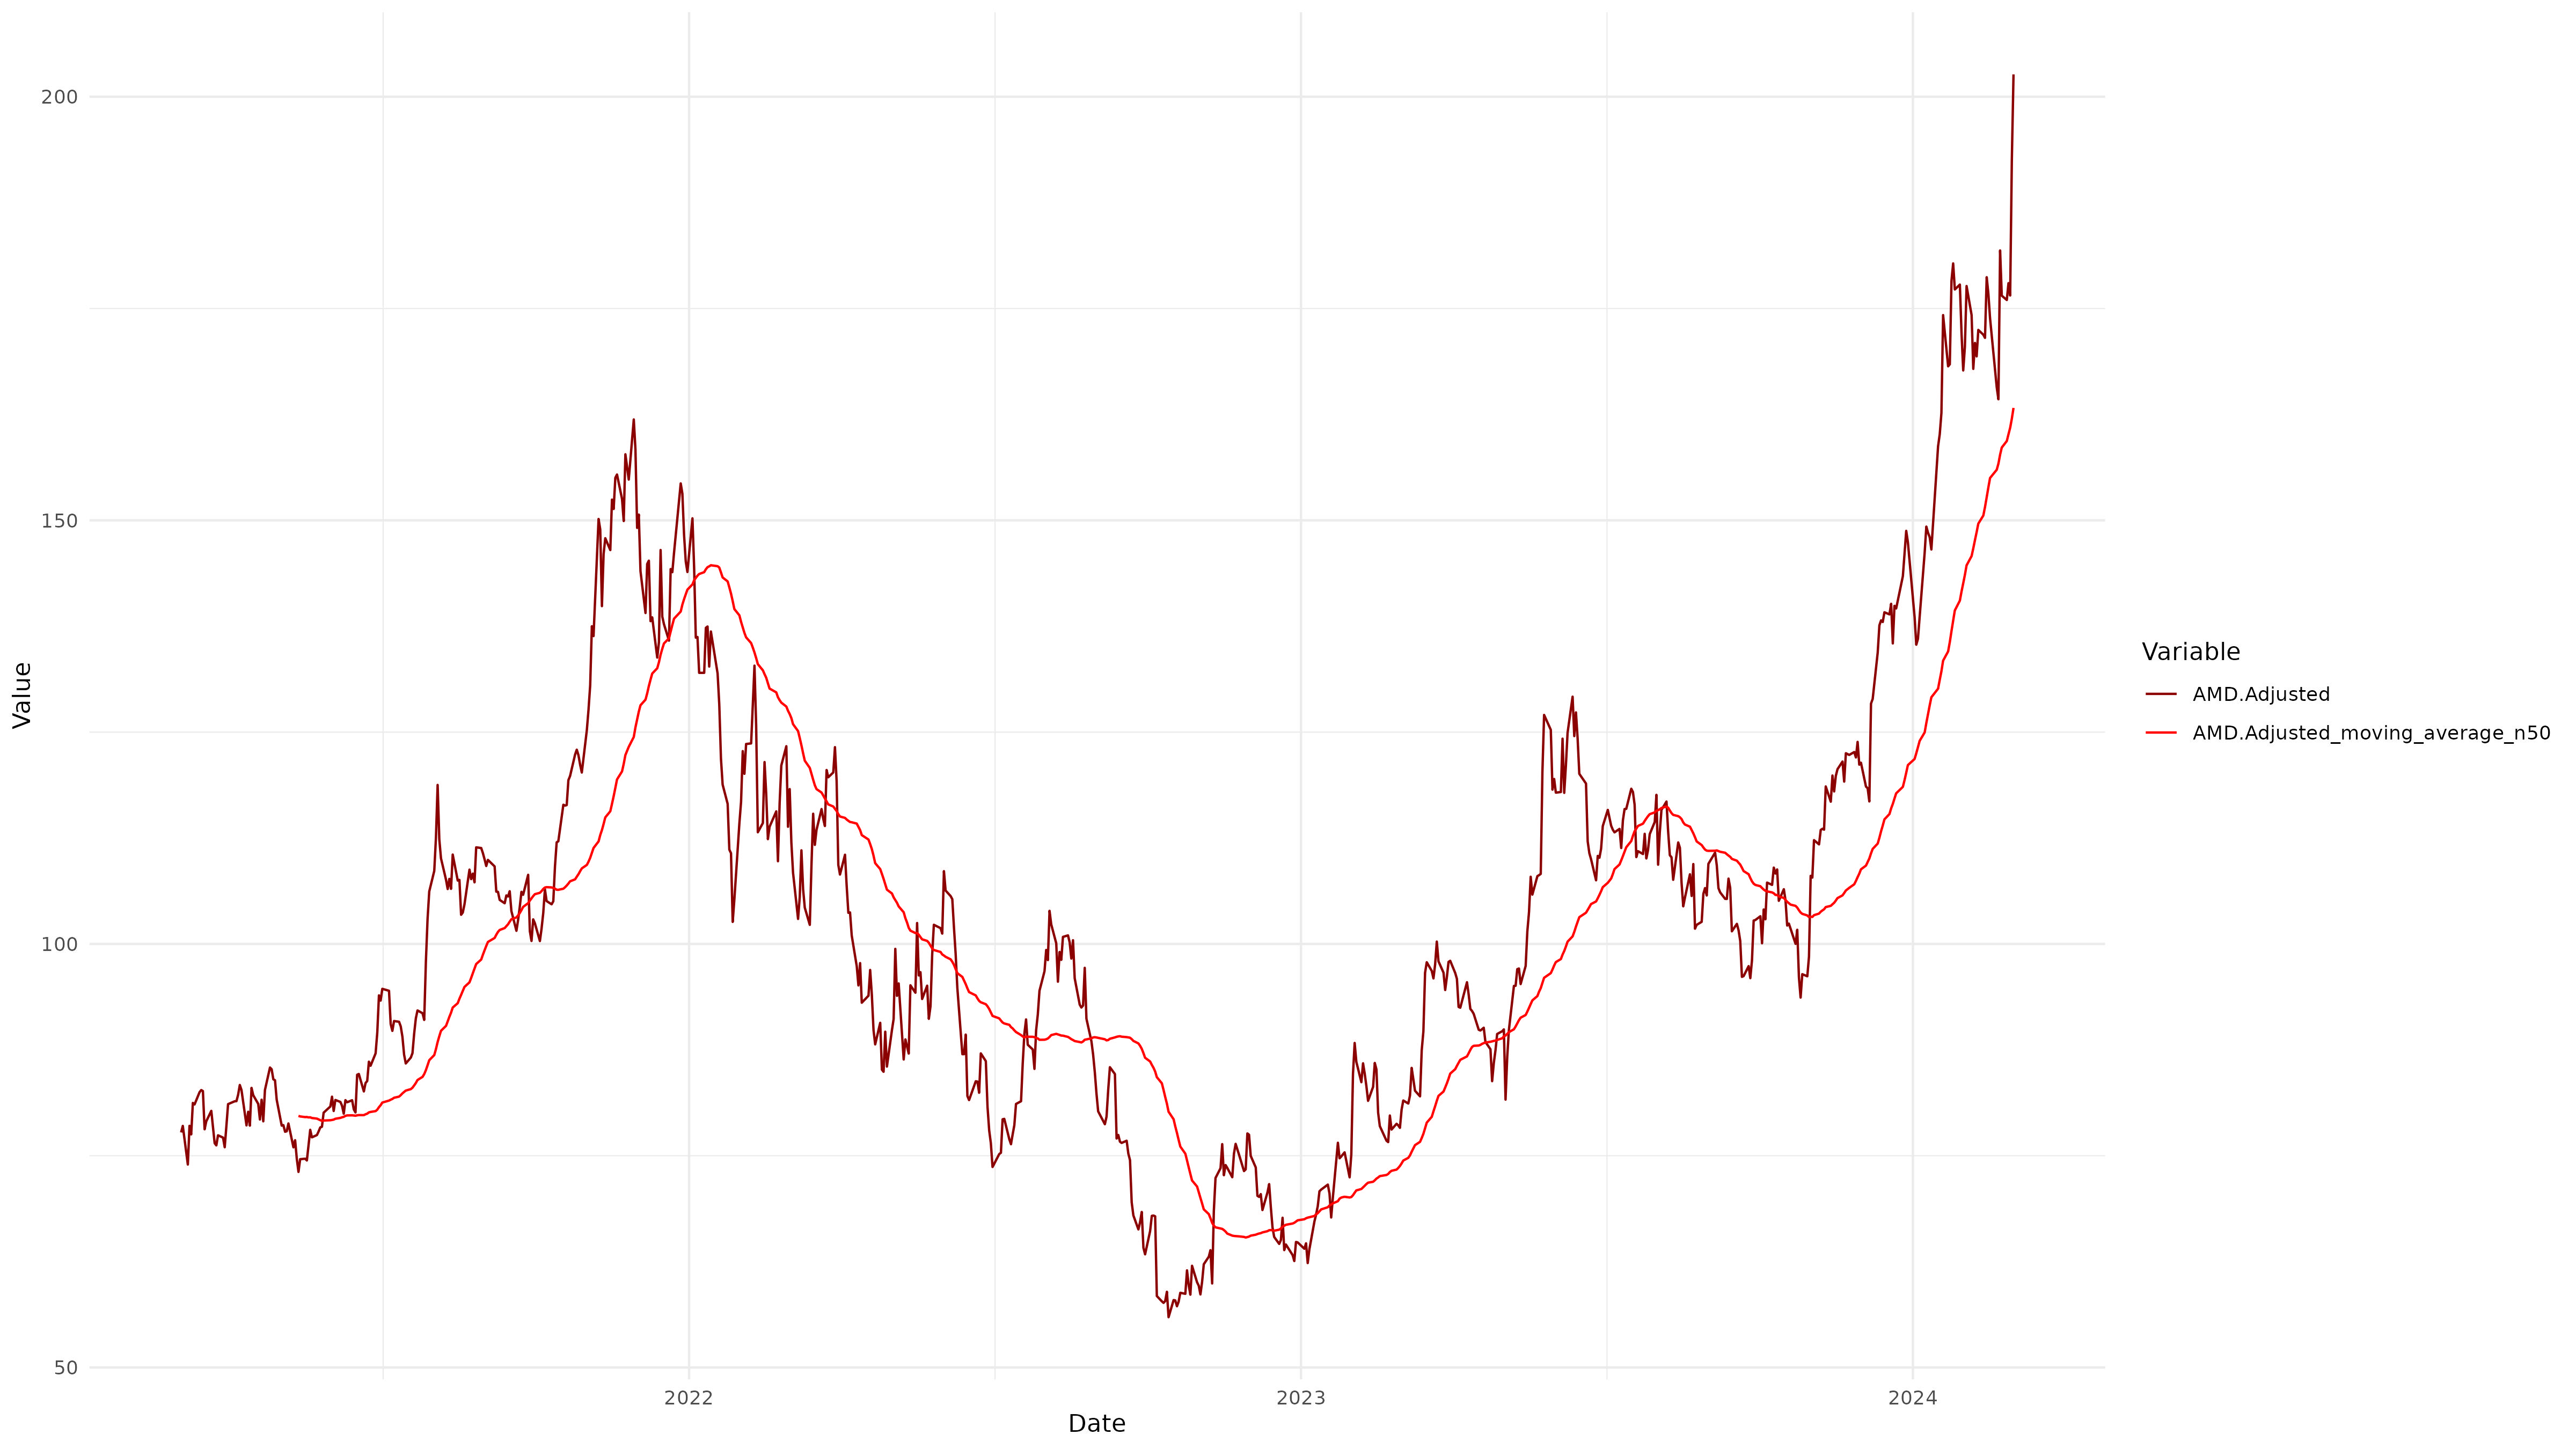 200
150
100
50
Value
2022
2023
2024
Date
Variable
AMD.Adjusted
AMD.Adjusted_moving_average_n50